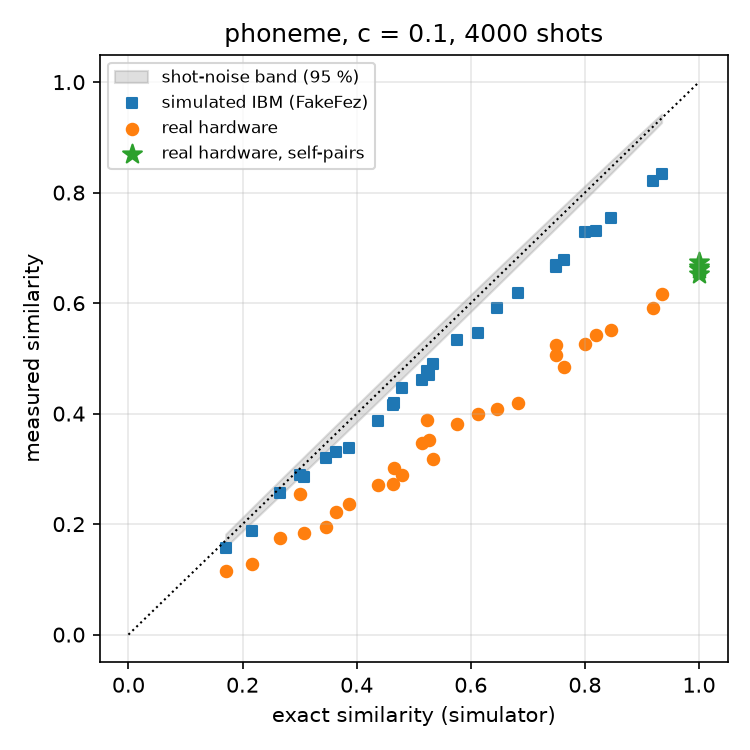 phoneme, c = 0.1, 4000 shots
shot-noise band (95 %)
simulated IBM (FakeFez)
real hardware
real hardware, self-pairs
measured similarity
1.0
0.8
0.6
0.4
0.2
0.0
0.0 0.2 0.4 0.6 0.8 1.0
exact similarity (simulator)